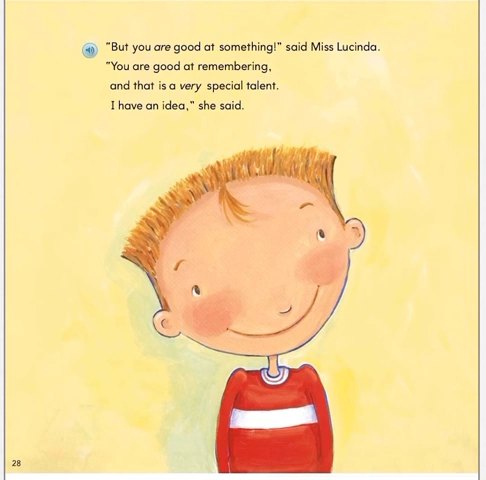 "But you are good at something!" said Miss Lucinda.
"You are good at remembering,
and that is a very special talent.
I have an idea," she said.
28